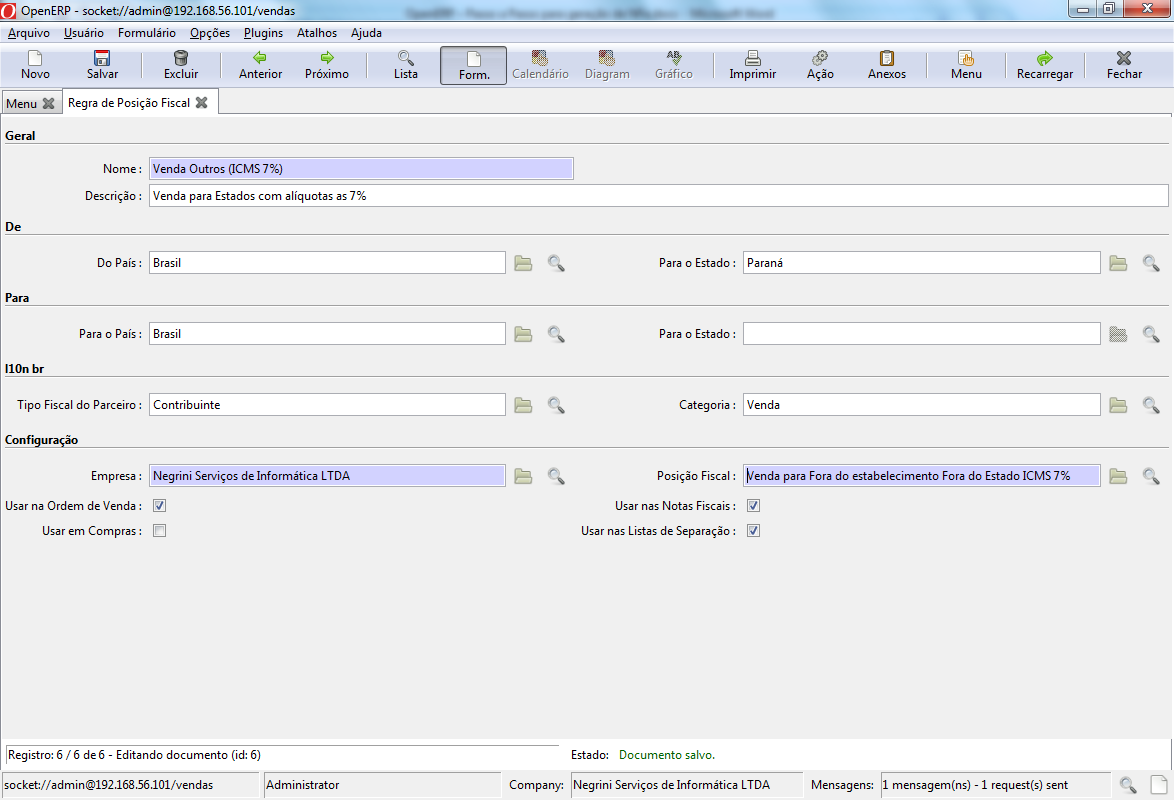 OpenERP - socket://admin@192.168.56.101/vendas
Arquivo Usuário Formulário Opções Plugins Atalhos Ajuda
Novo Salvar Excluir Anterior Próximo Lista Form. Calendário Diagram Gráfico Imprimir Ação Anexos Menu Recarregar Fechar
Menu Regra de Posição Fiscal
Geral
Nome : Venda Outros (ICMS 7%)
Descrição : Venda para Estados com alíquotas as 7%
De
Do País : Brasil Para o Estado : Paraná
Para
Para o País : Brasil Para o Estado :
l10n br
Tipo Fiscal do Parceiro : Contribuinte Categoria : Venda
Configuração
Empresa : Negrini Serviços de Informática LTDA Posição Fiscal : Venda para Fora do estabelecimento Fora do Estado ICMS 7%
Usar na Ordem de Venda : Usar nas Notas Fiscais :
Usar em Compras : Usar nas Listas de Separação :
Registro: 6 / 6 de 6 - Editando documento (id: 6) Estado: Documento salvo.
socket://admin@192.168.56.101/vendas Administrator Company: Negrini Serviços de Informática LTDA Mensagens: 1 mensagem(ns) - 1 request(s) sent